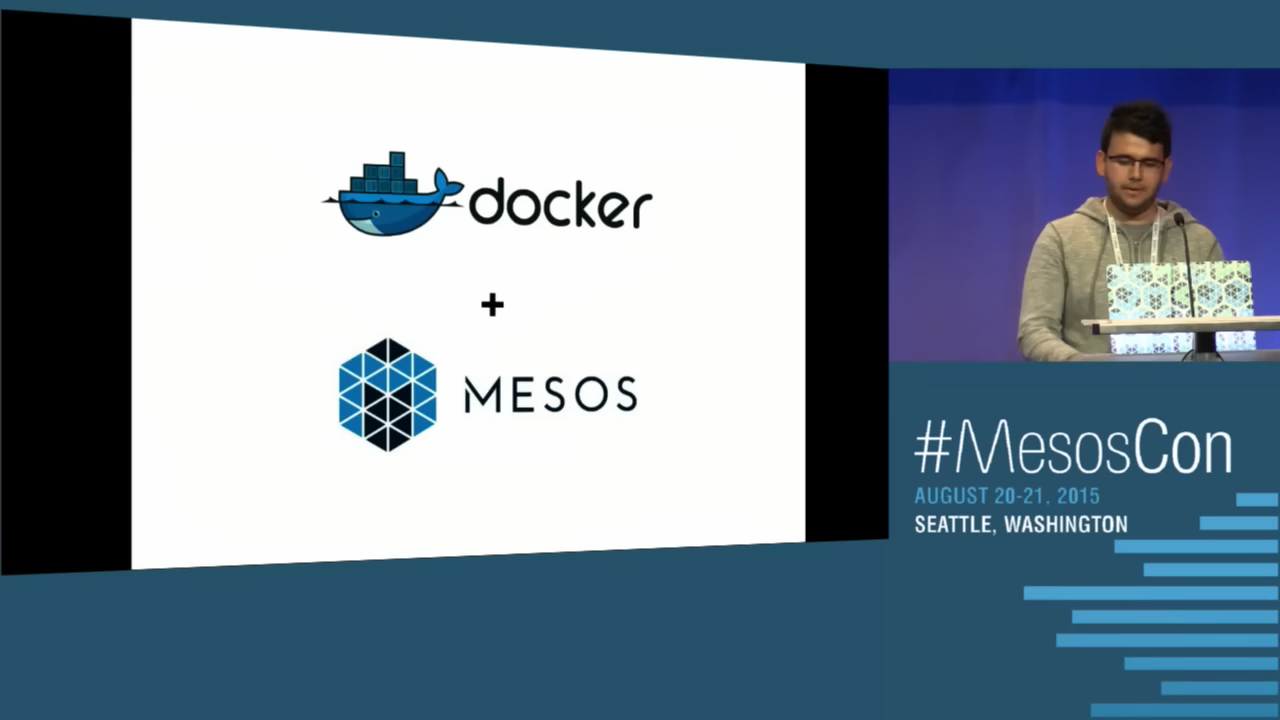 docker
+
MESOS
#MesosCon
AUGUST 20-21, 2015
SEATTLE, WASHINGTON